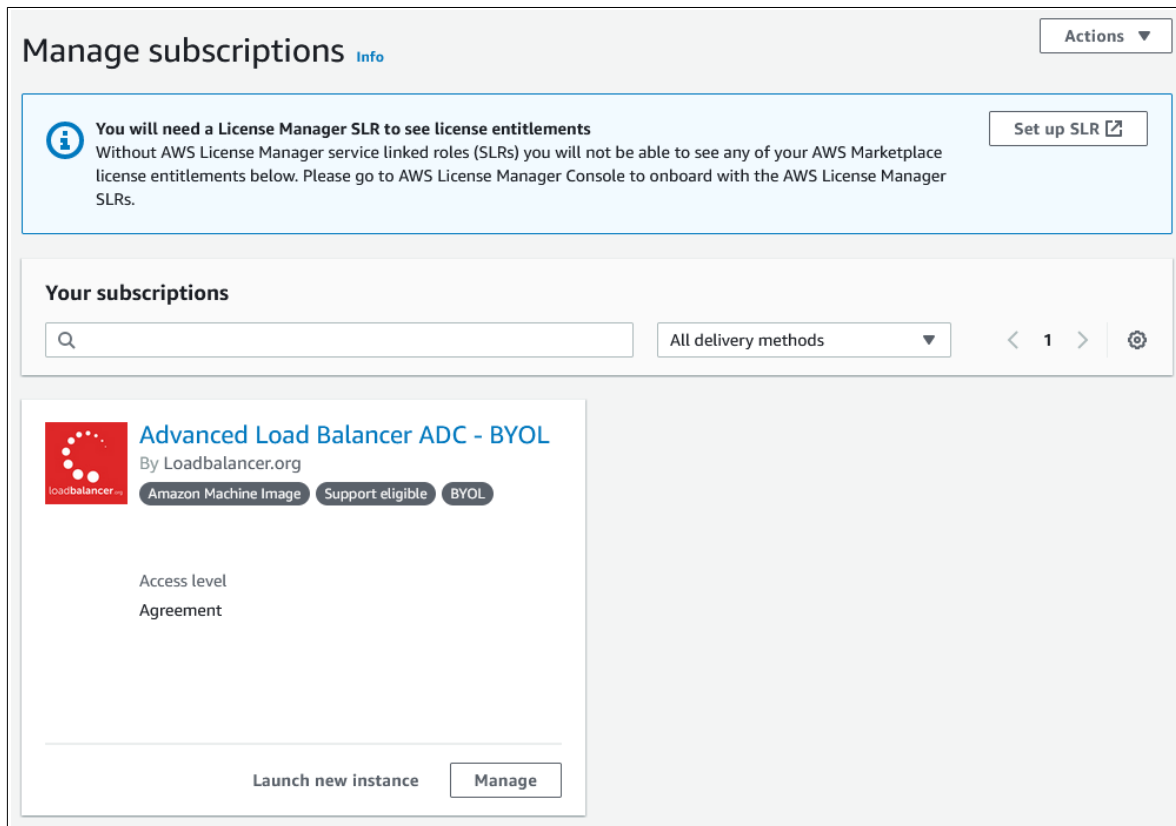 Manage subscriptions Info
Actions
You will need a License Manager SLR to see license entitlements
Set up SLR
Without AWS License Manager service linked roles (SLRs) you will not be able to see any of your AWS Marketplace
license entitlements below. Please go to AWS License Manager Console to onboard with the AWS License Manager
SLRs.
Your subscriptions
All delivery methods
1
Advanced Load Balancer ADC - BYOL
By Loadbalancer.org
loadbalancer.org
Amazon Machine Image Support eligible BYOL
Access level
Agreement
Launch new instance Manage